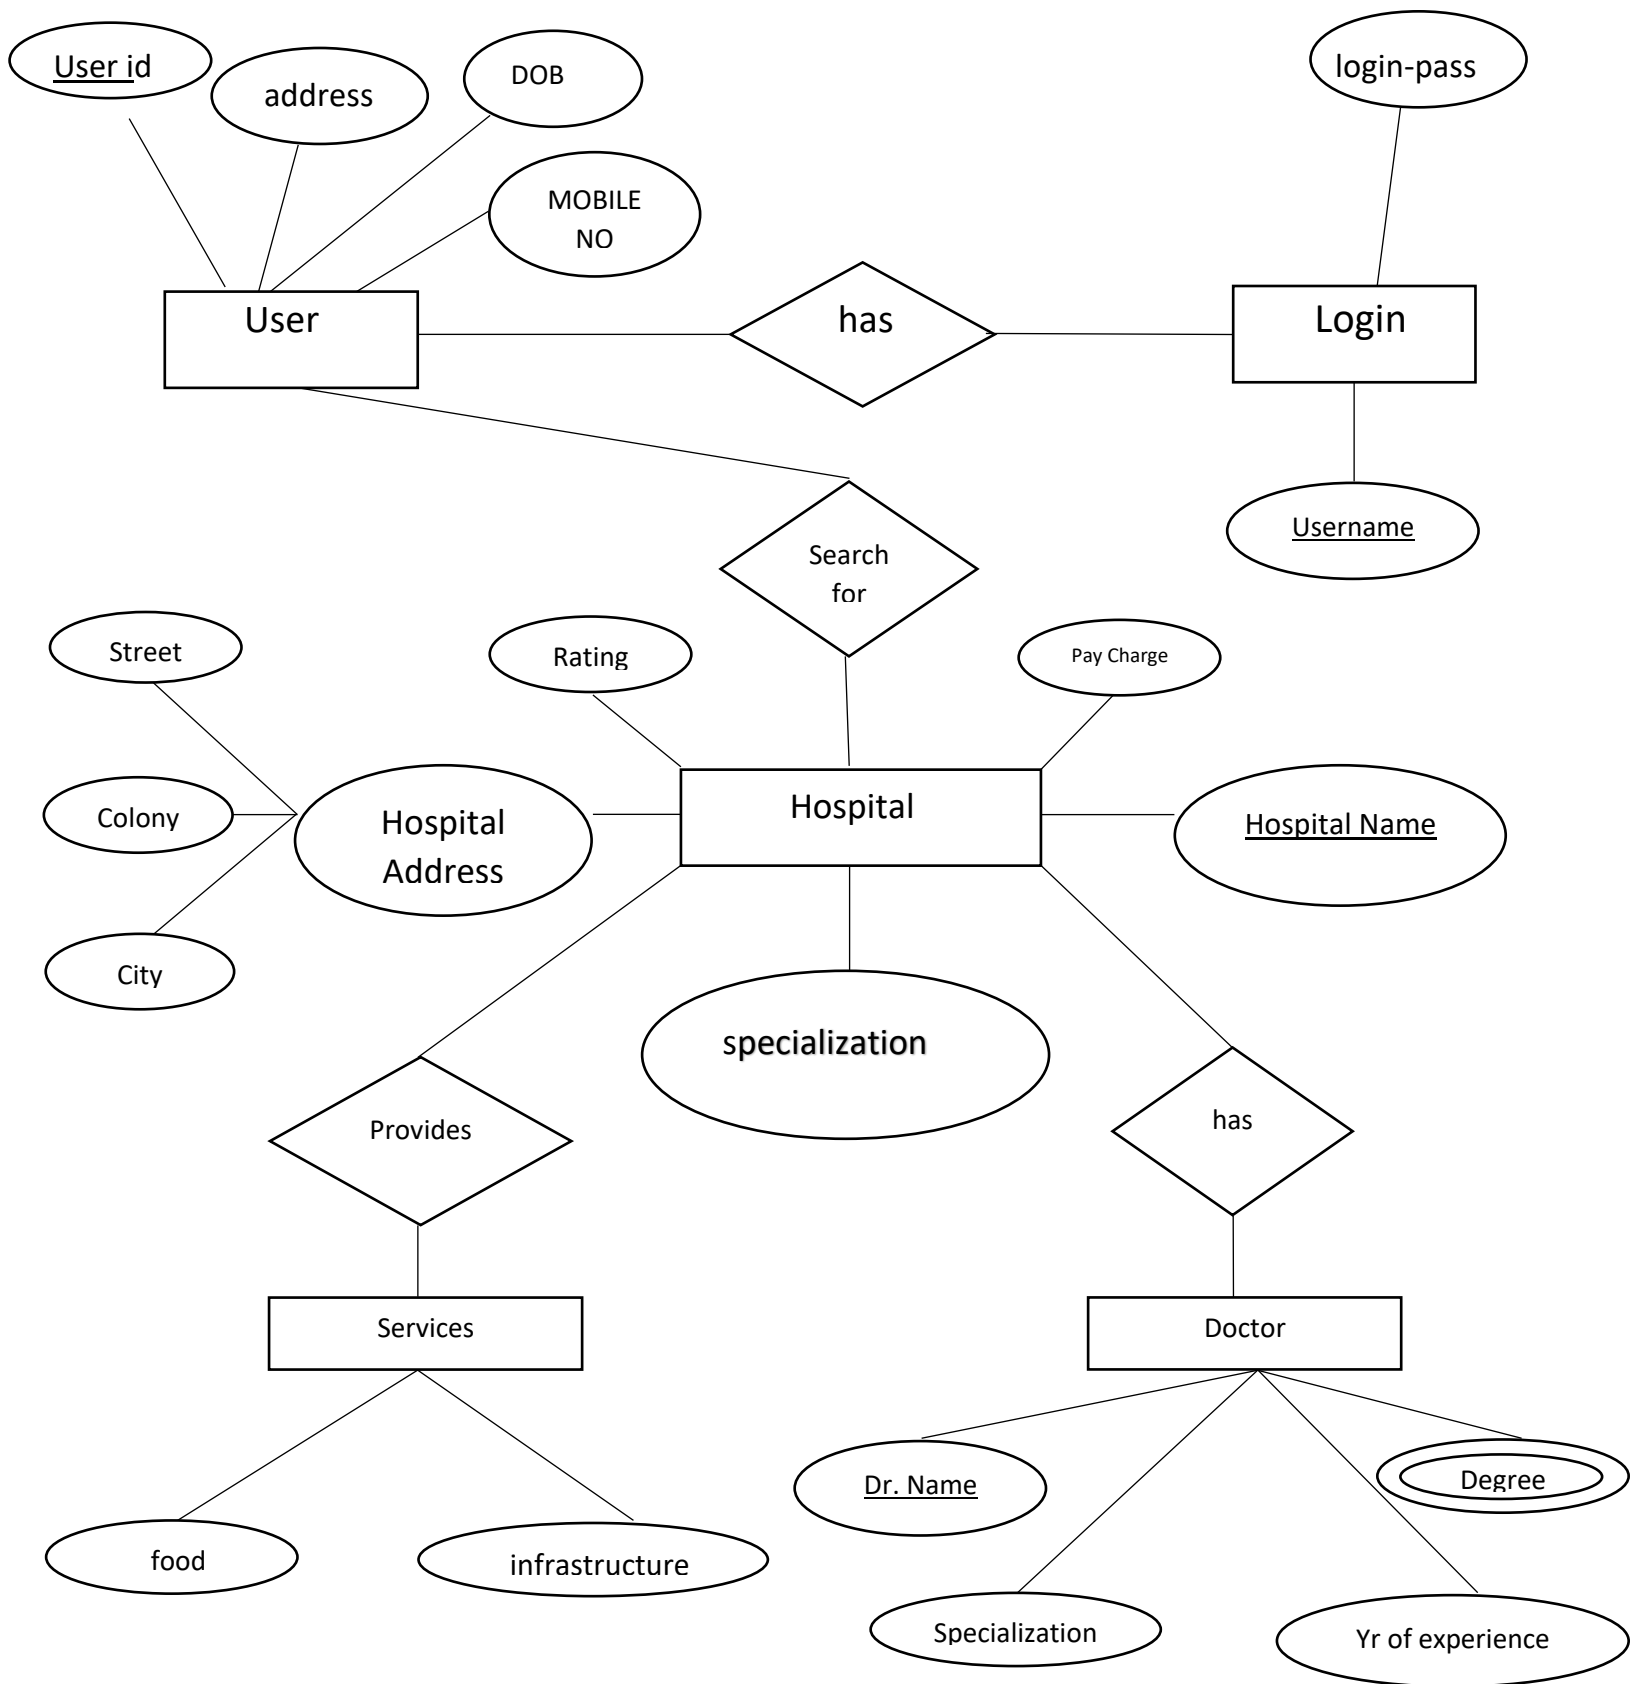 User id
address
DOB
login-pass
MOBILE
NO
User
has
Login
Username
Search
for
Street
Rating
Pay Charge
Colony
Hospital
Address
Hospital
Hospital Name
City
specialization
Provides
has
Services
Doctor
Dr. Name
Degree
food
infrastructure
Specialization
Yr of experience